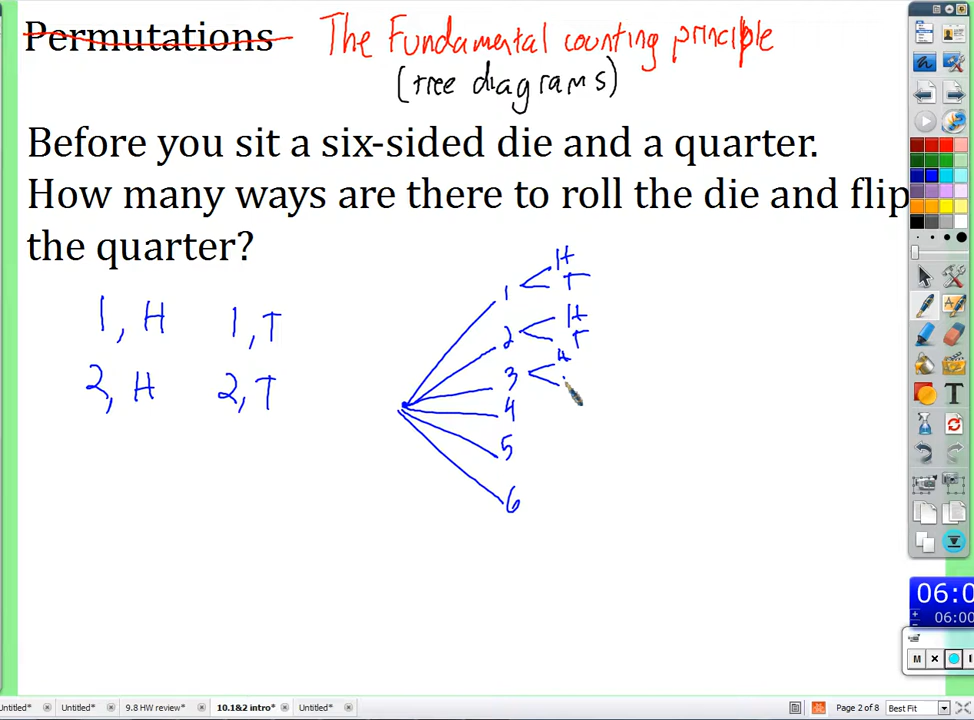 Permutations The Fundamental counting principle
(tree diagrams)
Before you sit a six-sided die and a quarter.
How many ways are there to roll the die and flip
the quarter?
1, H 1, T
2, H 2, T
1 H
T
2 H
T
3 H
4
5
6
06:0
06:00
M
Untitled* Untitled* 9.8 HW review* 10.1&2 intro* Untitled* Page 2 of 8 Best Fit